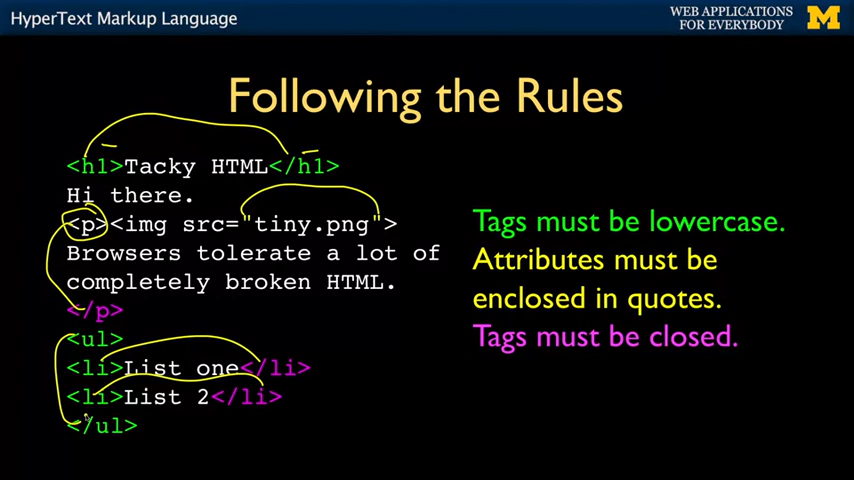 HyperText Markup Language
WEB APPLICATIONS
FOR EVERYBODY
M
Following the Rules
<h1>Tacky HTML</h1>
Hi there.
<p><img src="tiny.png">
Browsers tolerate a lot of
completely broken HTML.
</p>
<ul>
<li>List one</li>
<li>List 2</li>
</ul>
Tags must be lowercase.
Attributes must be
enclosed in quotes.
Tags must be closed.